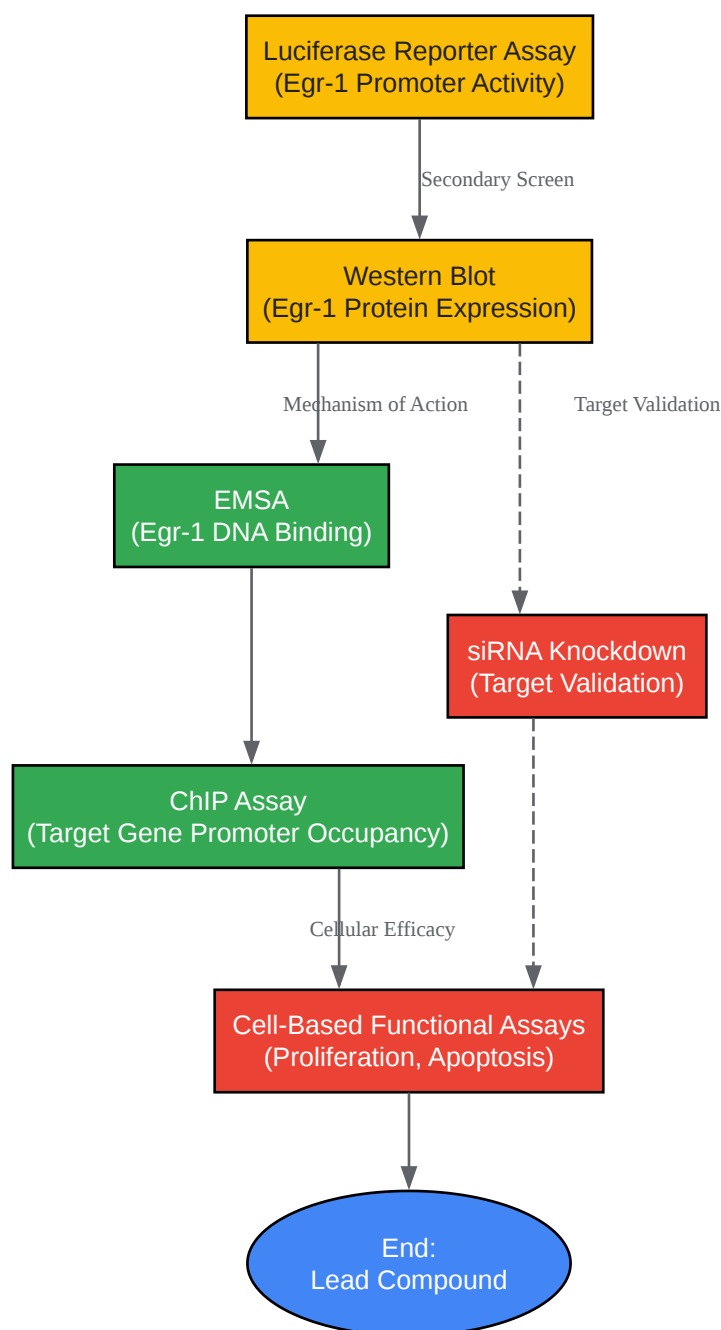 Luciferase Reporter Assay
(Egr-1 Promoter Activity)
Secondary Screen
Western Blot
(Egr-1 Protein Expression)
Mechanism of Action
Target Validation
EMSA
(Egr-1 DNA Binding)
siRNA Knockdown
(Target Validation)
ChIP Assay
(Target Gene Promoter Occupancy)
Cellular Efficacy
Cell-Based Functional Assays
(Proliferation, Apoptosis)
End:
Lead Compound